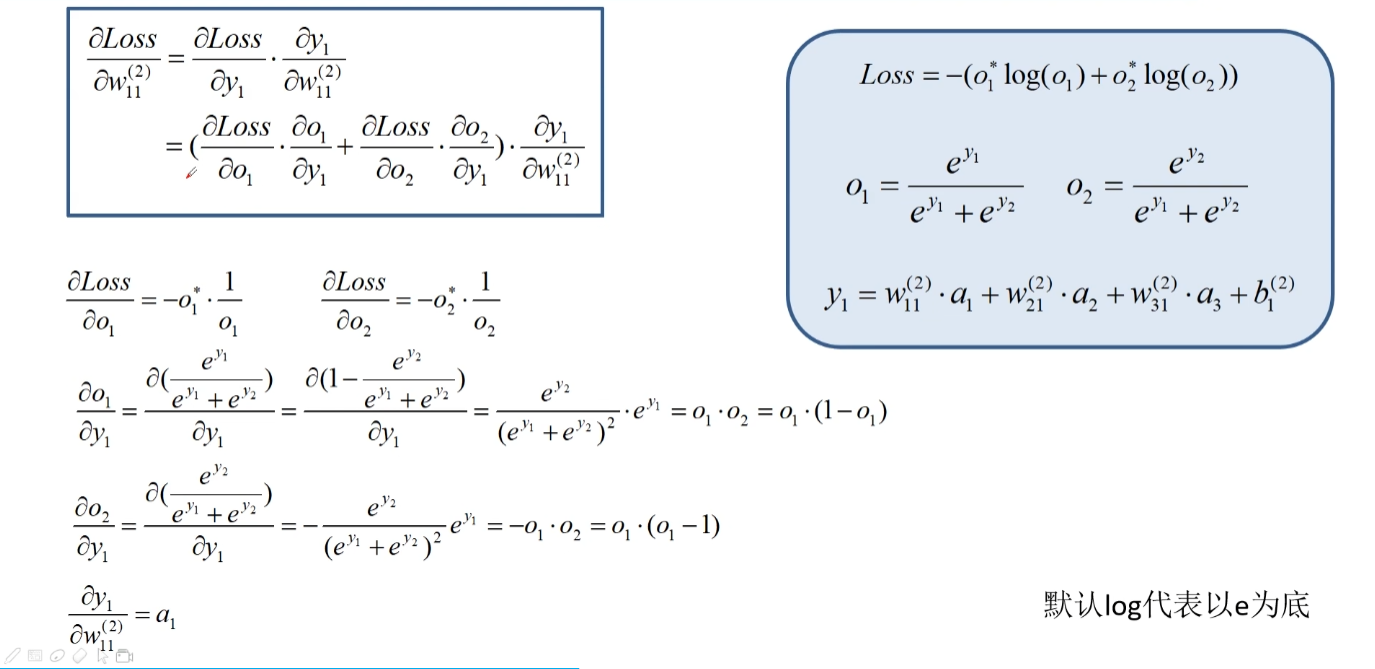 $\frac{\partial Loss}{\partial w_{11}^{(2)}} = \frac{\partial Loss}{\partial y_1} \cdot \frac{\partial y_1}{\partial w_{11}^{(2)}}$
$= (\frac{\partial Loss}{\partial o_1} \cdot \frac{\partial o_1}{\partial y_1} + \frac{\partial Loss}{\partial o_2} \cdot \frac{\partial o_2}{\partial y_1}) \cdot \frac{\partial y_1}{\partial w_{11}^{(2)}}$
$Loss = -(o_1^* \log(o_1) + o_2^* \log(o_2))$
$o_1 = \frac{e^{y_1}}{e^{y_1} + e^{y_2}} \quad o_2 = \frac{e^{y_2}}{e^{y_1} + e^{y_2}}$
$y_1 = w_{11}^{(2)} \cdot a_1 + w_{21}^{(2)} \cdot a_2 + w_{31}^{(2)} \cdot a_3 + b_1^{(2)}$
$\frac{\partial Loss}{\partial o_1} = -o_1^* \cdot \frac{1}{o_1} \quad \frac{\partial Loss}{\partial o_2} = -o_2^* \cdot \frac{1}{o_2}$
$\frac{\partial o_1}{\partial y_1} = \frac{\partial(\frac{e^{y_1}}{e^{y_1} + e^{y_2}})}{\partial y_1} = \frac{\partial(1 - \frac{e^{y_2}}{e^{y_1} + e^{y_2}})}{\partial y_1} = \frac{e^{y_2}}{(e^{y_1} + e^{y_2})^2} \cdot e^{y_1} = o_1 \cdot o_2 = o_1 \cdot (1 - o_1)$
$\frac{\partial o_2}{\partial y_1} = \frac{\partial(\frac{e^{y_2}}{e^{y_1} + e^{y_2}})}{\partial y_1} = -\frac{e^{y_2}}{(e^{y_1} + e^{y_2})^2} e^{y_1} = -o_1 \cdot o_2 = o_1 \cdot (o_1 - 1)$
$\frac{\partial y_1}{\partial w_{11}^{(2)}} = a_1$
默认log代表以e为底